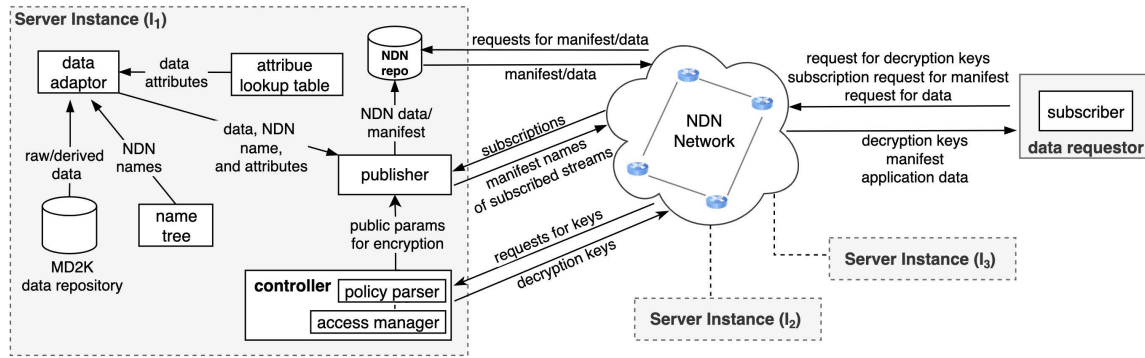 Server Instance (I1)
data
adaptor
data
attributes
attribue
lookup table
NDN
repo
requests for manifest/data
manifest/data
NDN data/
manifest
data, NDN
name,
and attributes
raw/derived
data
NDN
names
publisher
subscriptions
manifest names
of subscribed streams
NDN
Network
request for decryption keys
subscription request for manifest
request for data
subscriber
data requestor
decryption keys
manifest
application data
name
tree
MD2K
data repository
public params
for encryption
requests for keys
decryption keys
controller
policy parser
access manager
Server Instance (I3)
Server Instance (I2)